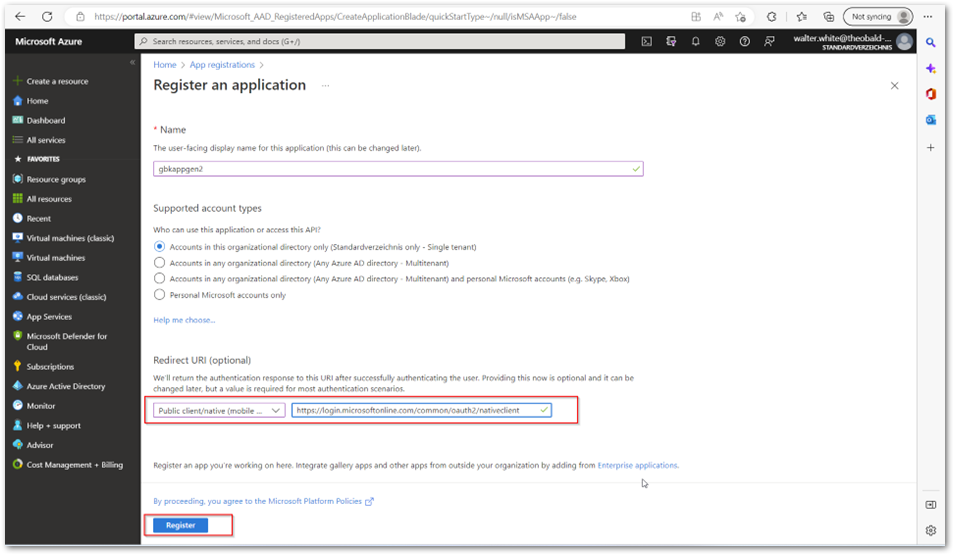 https://portal.azure.com/#view/Microsoft_AAD_RegisteredApps/CreateApplicationBlade/quickStartType~/null/isMSAApp~/false
Not syncing
Microsoft Azure
Search resources, services, and docs (G+/)
walter.white@theobald-...
STANDARDVERZEICHNIS
Create a resource
Home
Dashboard
All services
FAVORITES
Resource groups
All resources
Recent
Virtual machines (classic)
Virtual machines
SQL databases
Cloud services (classic)
App Services
Microsoft Defender for
Cloud
Subscriptions
Azure Active Directory
Monitor
Help + support
Advisor
Cost Management + Billing
Home > App registrations >
Register an application ...
* Name
The user-facing display name for this application (this can be changed later).
gbkappgen2
Supported account types
Who can use this application or access this API?
Accounts in this organizational directory only (Standardverzeichnis only - Single tenant)
Accounts in any organizational directory (Any Azure AD directory - Multitenant)
Accounts in any organizational directory (Any Azure AD directory - Multitenant) and personal Microsoft accounts (e.g. Skype, Xbox)
Personal Microsoft accounts only
Help me choose...
Redirect URI (optional)
We'll return the authentication response to this URI after successfully authenticating the user. Providing this now is optional and it can be
changed later, but a value is required for most authentication scenarios.
Public client/native (mobile ...
https://login.microsoftonline.com/common/oauth2/nativeclient
Register an app you're working on here. Integrate gallery apps and other apps from outside your organization by adding from Enterprise applications.
By proceeding, you agree to the Microsoft Platform Policies
Register